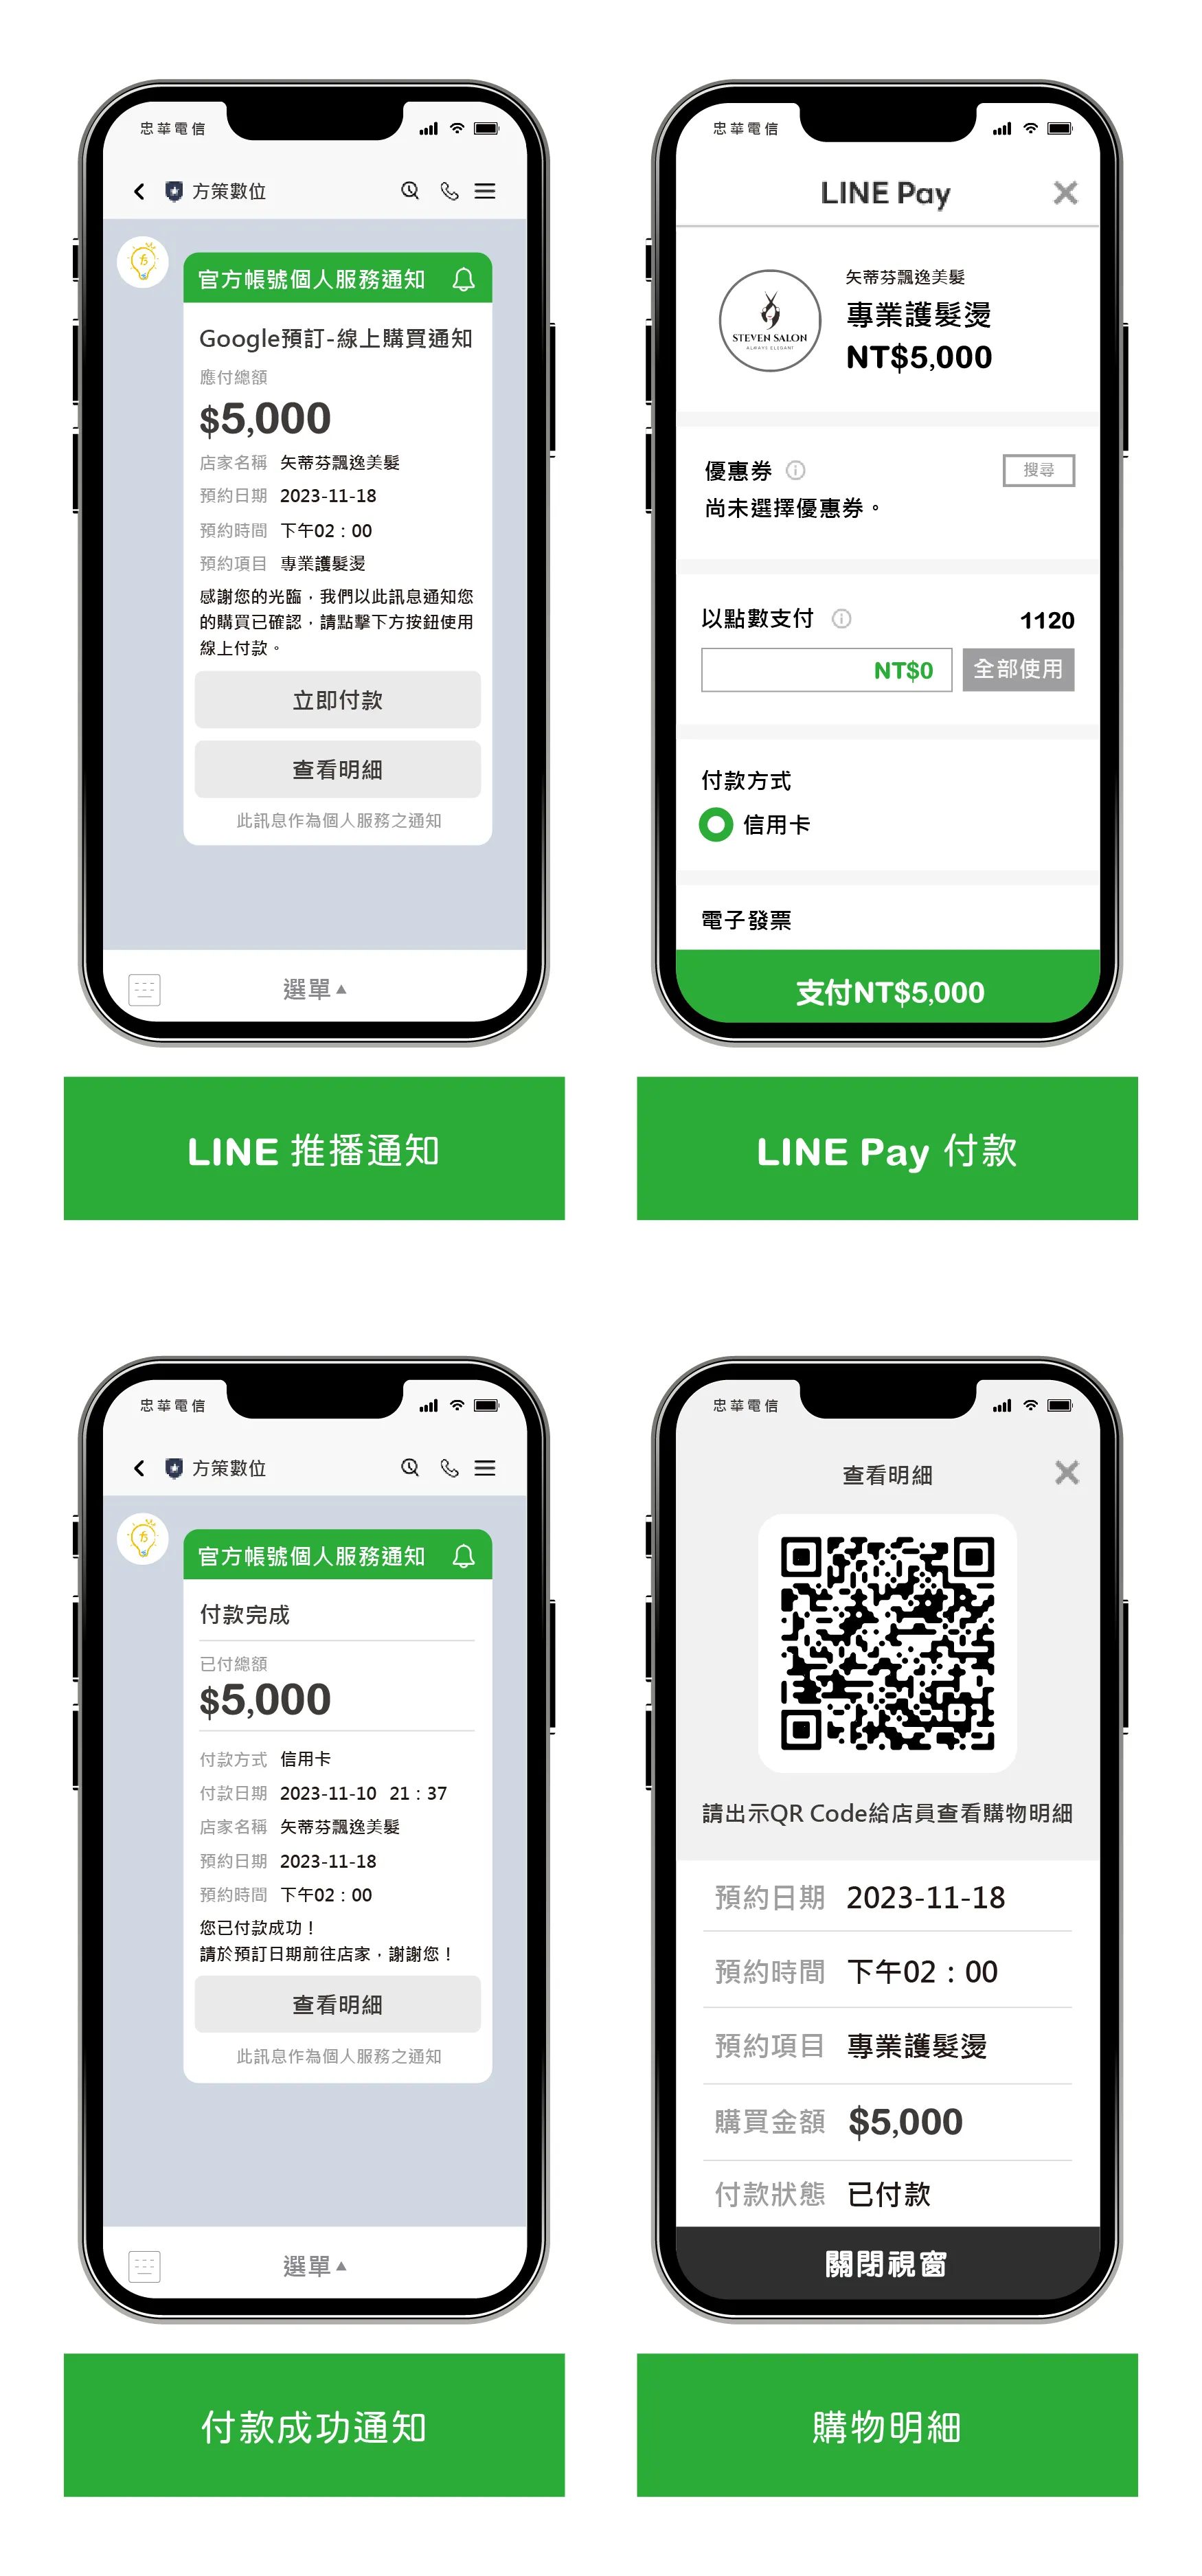 忠華電信
方策數位
官方帳號個人服務通知
Google預訂-線上購買通知
應付總額
$5,000
店家名稱 矢蒂芬飄逸美髮
預約日期 2023-11-18
預約時間 下午02：00
預約項目 專業護髮燙
感謝您的光臨，我們以此訊息通知您
的購買已確認，請點擊下方按鈕使用
線上付款。
立即付款
查看明細
此訊息作為個人服務之通知
選單▲
LINE 推播通知
忠華電信
LINE Pay
STEVEN SALON
ALWAYS ELEGANT
矢蒂芬飄逸美髮
專業護髮燙
NT$5,000
優惠券
搜尋
尚未選擇優惠券。
以點數支付 1120
NT$0 全部使用
付款方式
信用卡
電子發票
支付NT$5,000
LINE Pay 付款
忠華電信
方策數位
官方帳號個人服務通知
付款完成
已付總額
$5,000
付款方式 信用卡
付款日期 2023-11-10 21：37
店家名稱 矢蒂芬飄逸美髮
預約日期 2023-11-18
預約時間 下午02：00
您已付款成功！
請於預訂日期前往店家，謝謝您！
查看明細
此訊息作為個人服務之通知
選單▲
付款成功通知
忠華電信
查看明細
請出示QR Code給店員查看購物明細
預約日期 2023-11-18
預約時間 下午02：00
預約項目 專業護髮燙
購買金額 $5,000
付款狀態 已付款
關閉視窗
購物明細